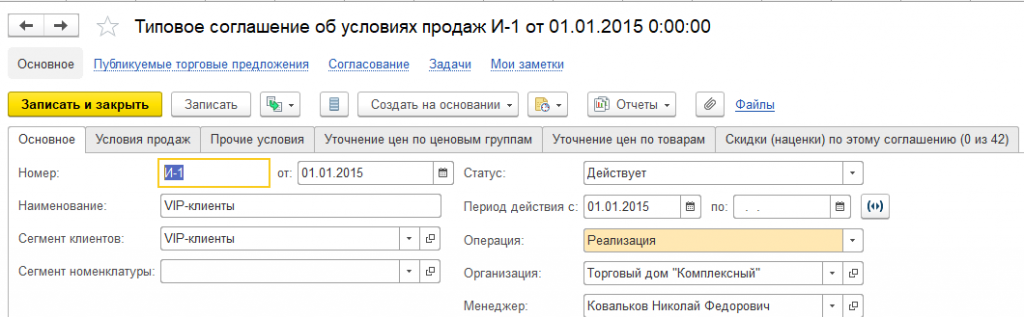 Типовое соглашение об условиях продаж И-1 от 01.01.2015 0:00:00
Основное Публикуемые торговые предложения Согласование Задачи Мои заметки
Записать и закрыть Записать Создать на основании Отчеты Файлы
Основное Условия продаж Прочие условия Уточнение цен по ценовым группам Уточнение цен по товарам Скидки (наценки) по этому соглашению (0 из 42)
Номер: И-1 от: 01.01.2015 Статус: Действует
Наименование: VIP-клиенты Период действия с: 01.01.2015 по: . .
Сегмент клиентов: VIP-клиенты Операция: Реализация
Сегмент номенклатуры: Организация: Торговый дом "Комплексный"
Менеджер: Ковальков Николай Федорович